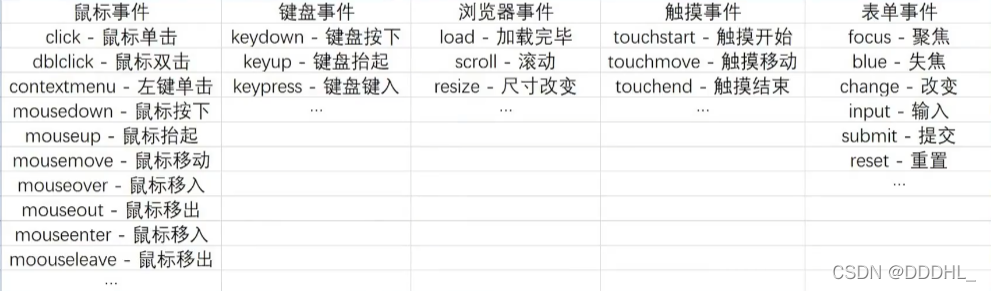 鼠标事件 键盘事件 浏览器事件 触摸事件 表单事件
click - 鼠标单击 keydown - 键盘按下 load - 加载完毕 touchstart - 触摸开始 focus - 聚焦
dblclick - 鼠标双击 keyup - 键盘抬起 scroll - 滚动 touchmove - 触摸移动 blue - 失焦
contextmenu - 左键单击 keypress - 键盘键入 resize - 尺寸改变 touchend - 触摸结束 change - 改变
mousedown - 鼠标按下 … … … input - 输入
mouseup - 鼠标抬起 submit - 提交
mousemove - 鼠标移动 reset - 重置
mouseover - 鼠标移入 …
mouseout - 鼠标移出
mouseenter - 鼠标移入
moouseleave - 鼠标移出
…
CSDN @DDDHL_